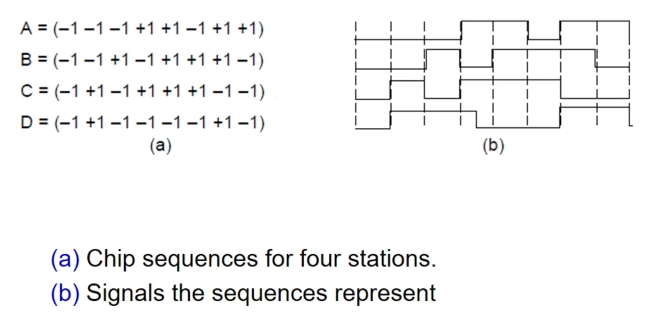 A = (–1 –1 –1 +1 +1 –1 +1 +1)
B = (–1 –1 +1 –1 +1 +1 +1 –1)
C = (–1 +1 –1 +1 +1 +1 –1 –1)
D = (–1 +1 –1 –1 –1 –1 +1 –1)
(a)
(b)
(a) Chip sequences for four stations.
(b) Signals the sequences represent